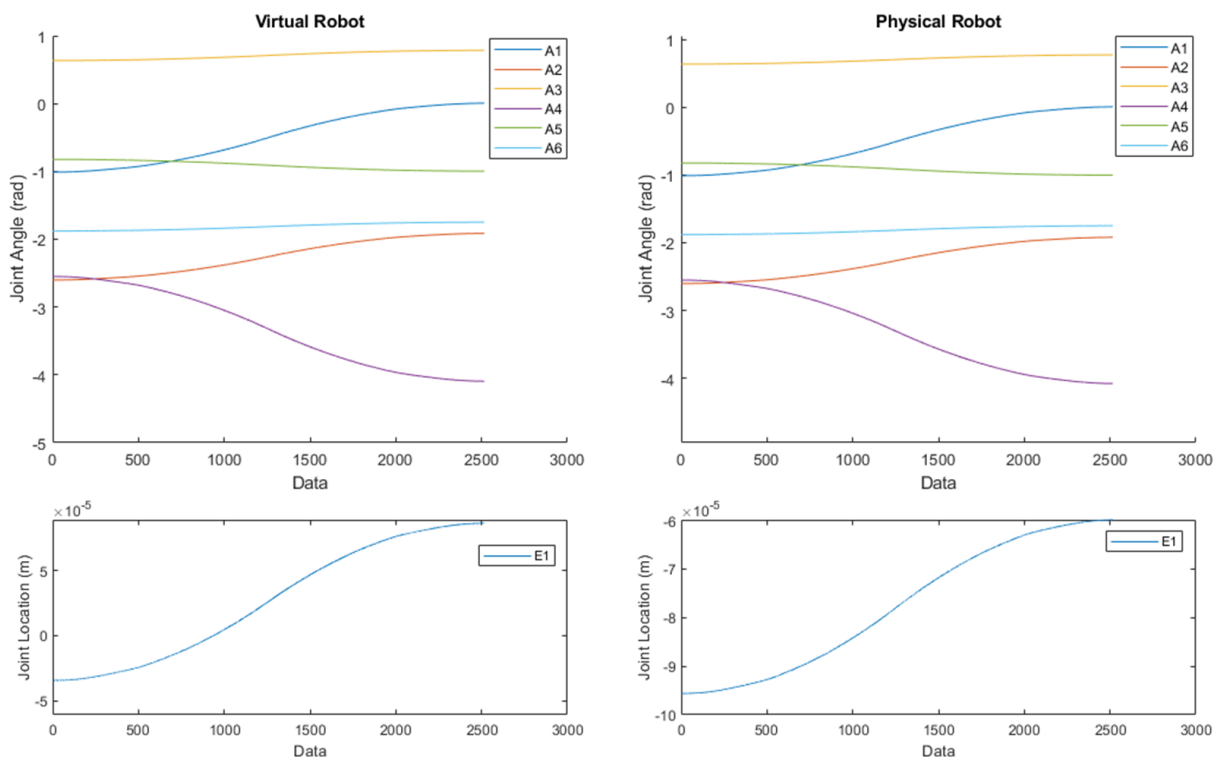 Virtual Robot
1
0
-1
-2
-3
-4
-5
Joint Angle (rad)
A1
A2
A3
A4
A5
A6
0 500 1000 1500 2000 2500 3000
Data
Physical Robot
1
0
-1
-2
-3
-4
Joint Angle (rad)
A1
A2
A3
A4
A5
A6
0 500 1000 1500 2000 2500 3000
Data
×10-5
5
0
-5
Joint Location (m)
E1
0 500 1000 1500 2000 2500 3000
Data
×10-5
-6
-7
-8
-9
-10
Joint Location (m)
E1
0 500 1000 1500 2000 2500 3000
Data